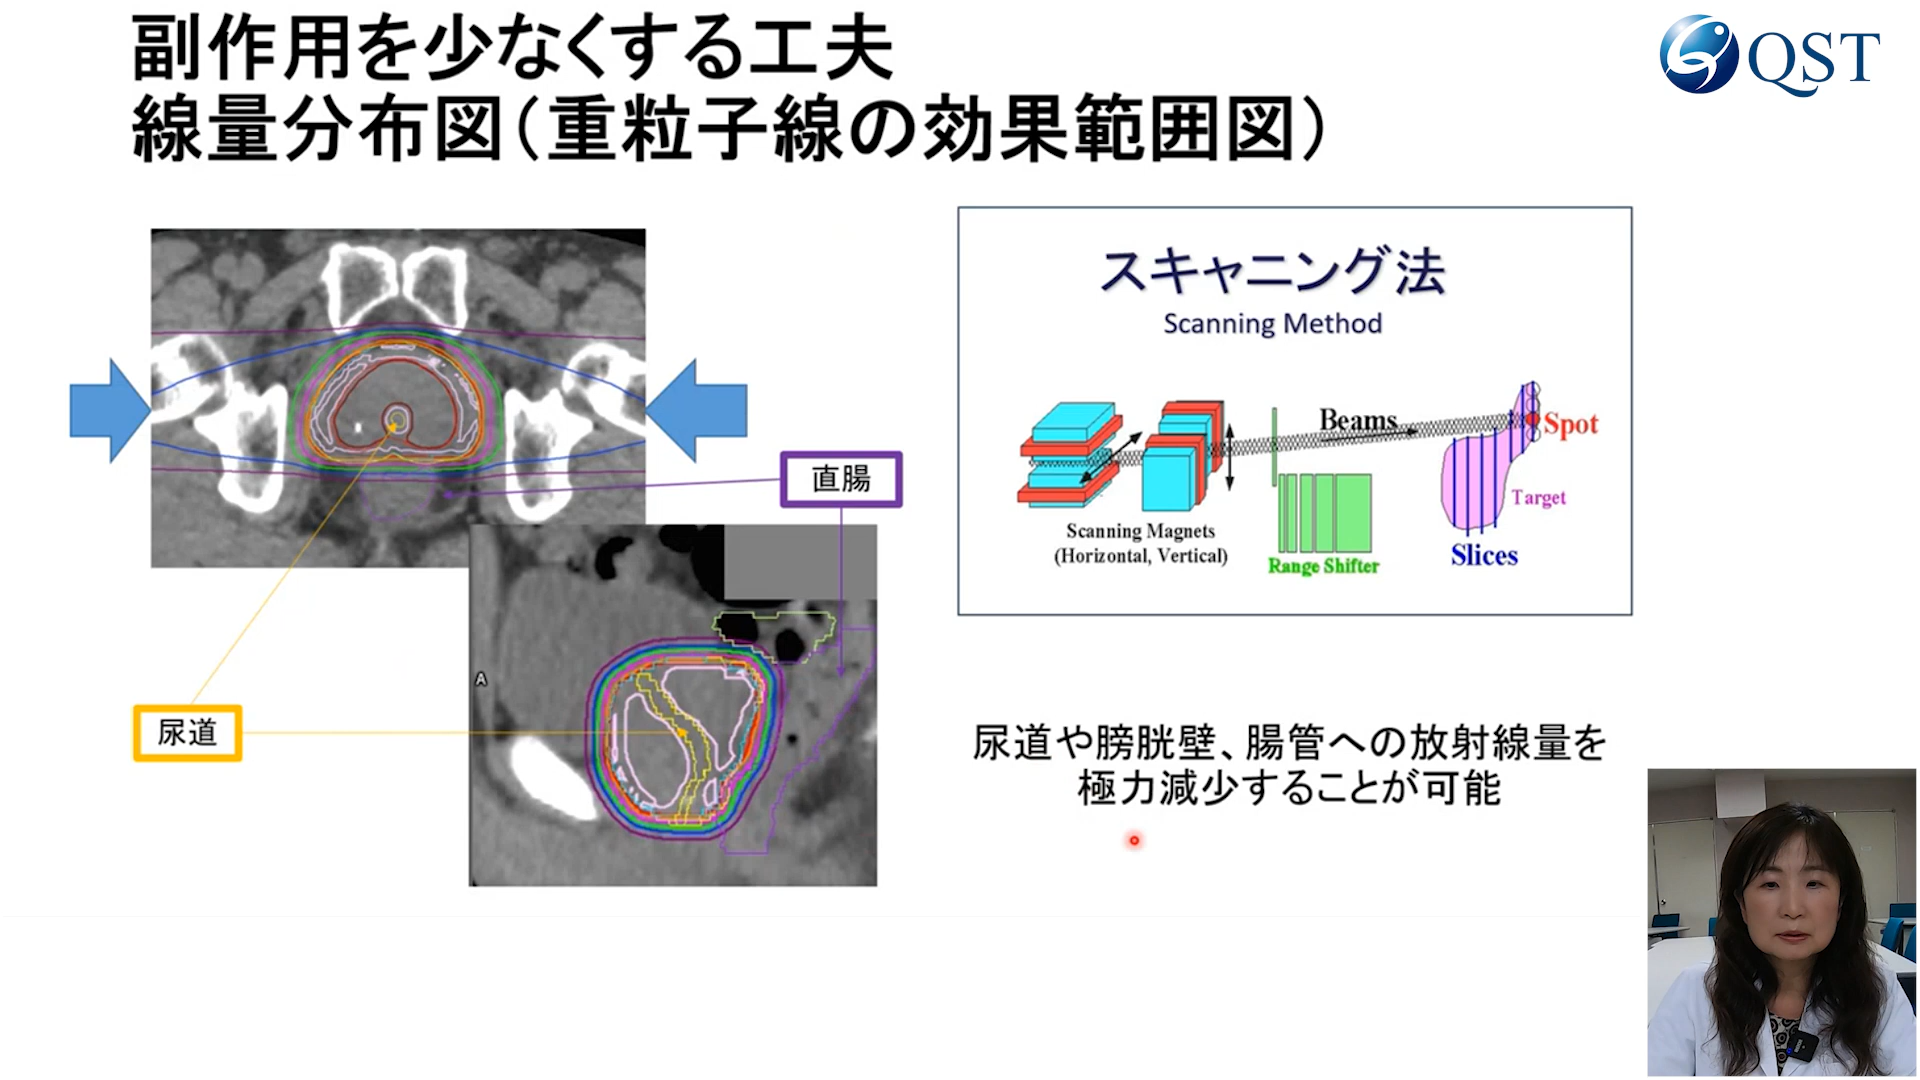 副作用を少なくする工夫
線量分布図（重粒子線の効果範囲図）
QST
直腸
尿道
A
スキャニング法
Scanning Method
Beams
Spot
Target
Scanning Magnets
(Horizontal, Vertical)
Range Shifter
Slices
尿道や膀胱壁、腸管への放射線量を
極力減少することが可能